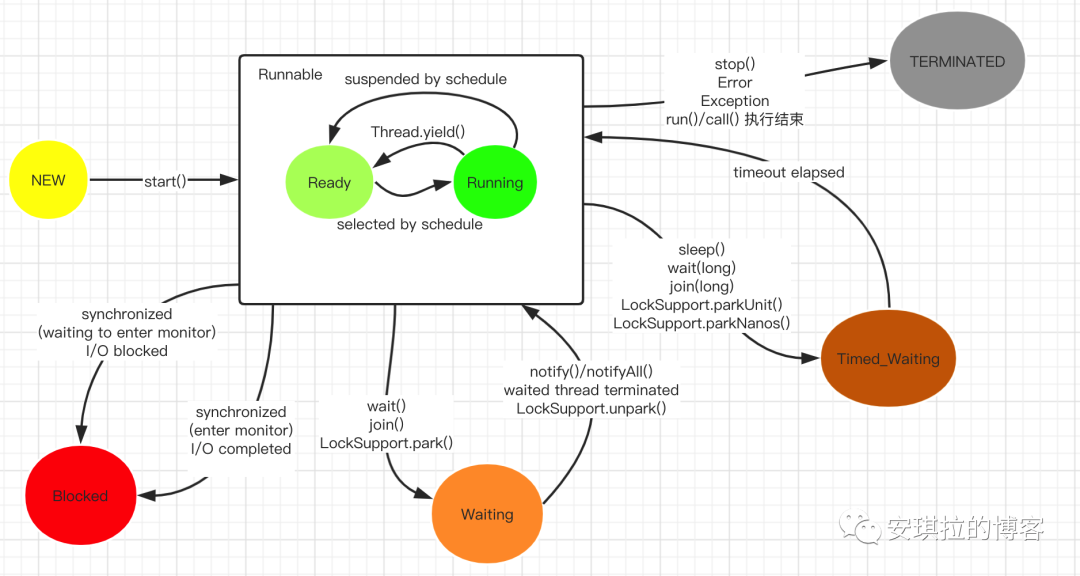 Runnable
suspended by schedule
Thread.yield()
Ready
Running
selected by schedule
NEW
start()
stop()
Error
Exception
run()/call() 执行结束
TERMINATED
timeout elapsed
sleep()
wait(long)
join(long)
LockSupport.parkUnit()
LockSupport.parkNanos()
Timed_Waiting
synchronized
(waiting to enter monitor)
I/O blocked
synchronized
(enter monitor)
I/O completed
Blocked
wait()
join()
LockSupport.park()
notify()/notifyAll()
waited thread terminated
LockSupport.unpark()
Waiting
安琪拉的博客